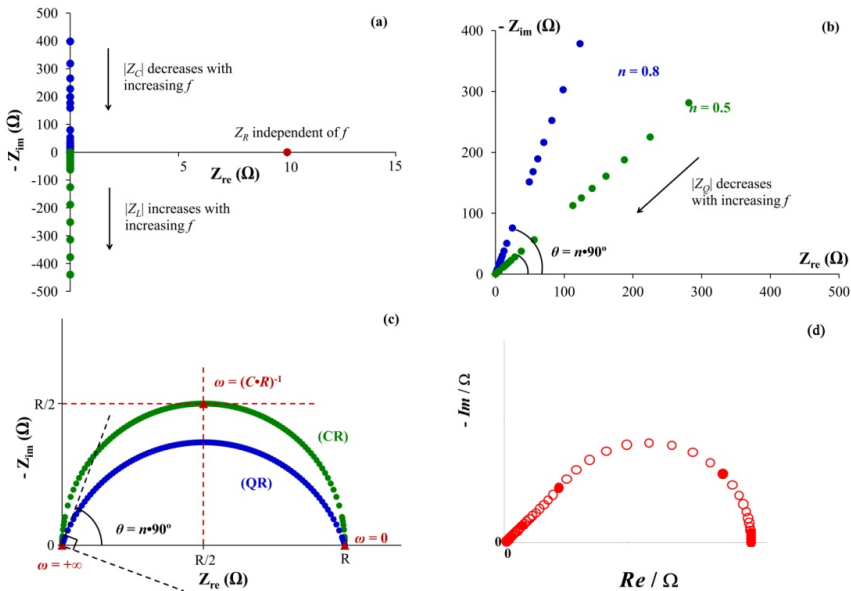 (a)
500
400
300
200
100
0
-100
-200
-300
-400
-500
- Z_im (Ω)
|Z_C| decreases with
increasing f
Z_R independent of f
5
10
15
Z_re (Ω)
|Z_L| increases with
increasing f
- Z_im (Ω)
(b)
400
300
200
100
0
n = 0.8
n = 0.5
|Z_Q| decreases
with increasing f
θ = n•90º
Z_re (Ω)
0
100
200
300
400
500
(c)
ω = (C•R)⁻¹
R/2
- Z_im (Ω)
(CR)
(QR)
θ = n•90º
ω = 0
0
ω = +∞
R/2
R
Z_re (Ω)
(d)
- Im / Ω
0
0
Re / Ω